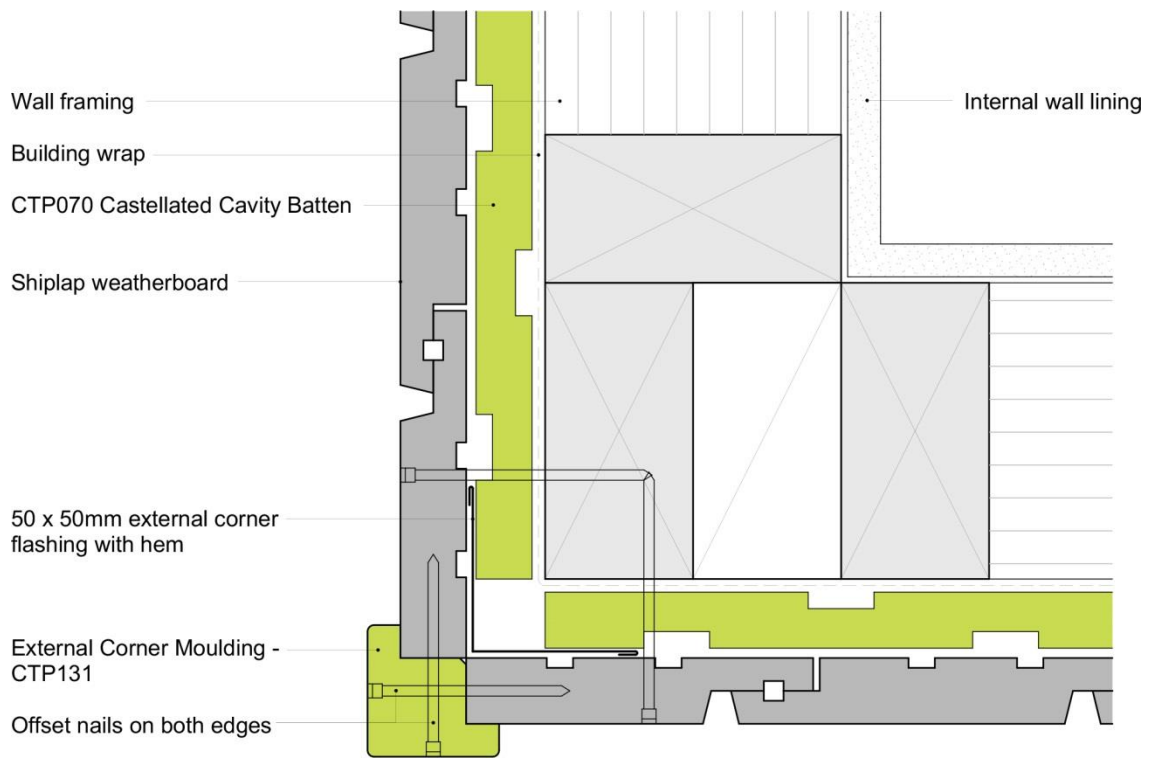 Wall framing
Internal wall lining
Building wrap
CTP070 Castellated Cavity Batten
Shiplap weatherboard
50 x 50mm external corner
flashing with hem
External Corner Moulding -
CTP131
Offset nails on both edges